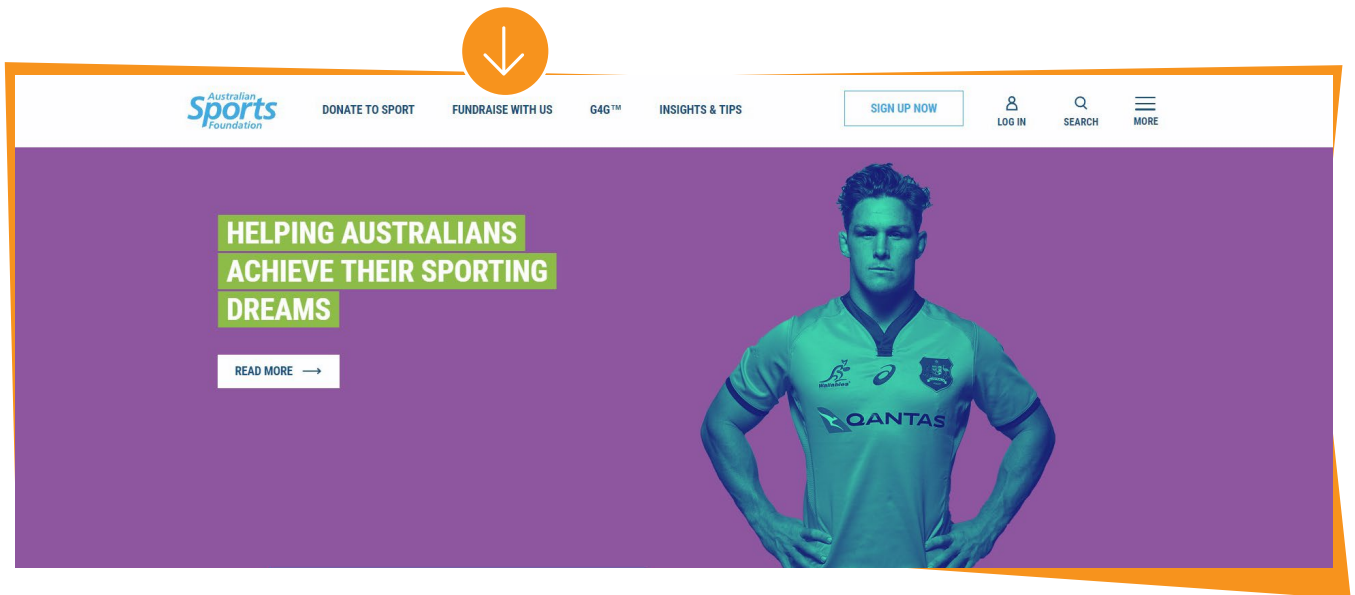 Australian
Sports
Foundation
DONATE TO SPORT
FUNDRAISE WITH US
G4G™
INSIGHTS & TIPS
SIGN UP NOW
LOG IN
SEARCH
MORE
HELPING AUSTRALIANS
ACHIEVE THEIR SPORTING
DREAMS
READ MORE
Wallabies
QANTAS